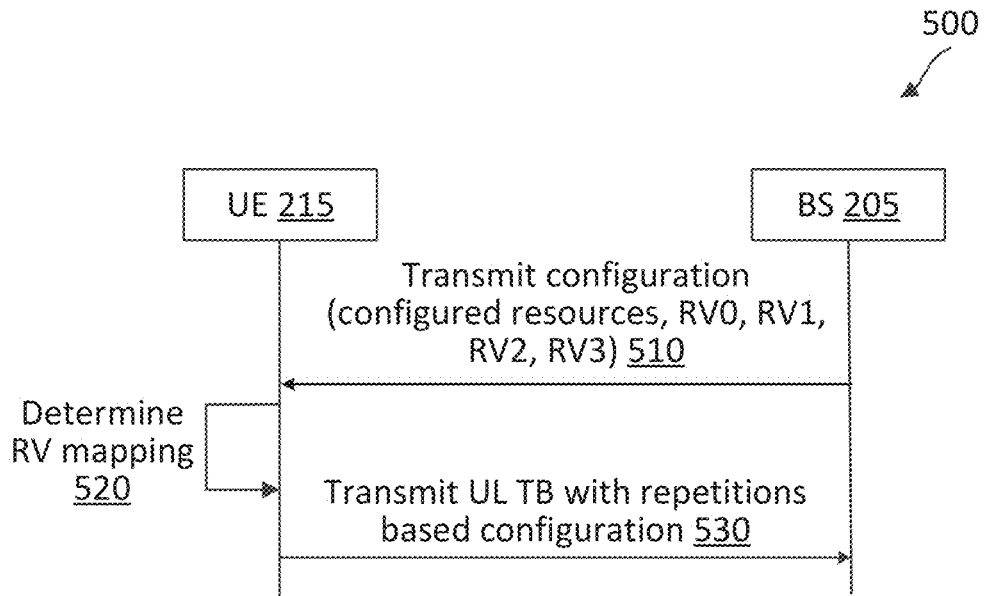 500
UE 215
BS 205
Transmit configuration
(configured resources, RV0, RV1,
RV2, RV3) 510
Determine
RV mapping
520
Transmit UL TB with repetitions
based configuration 530